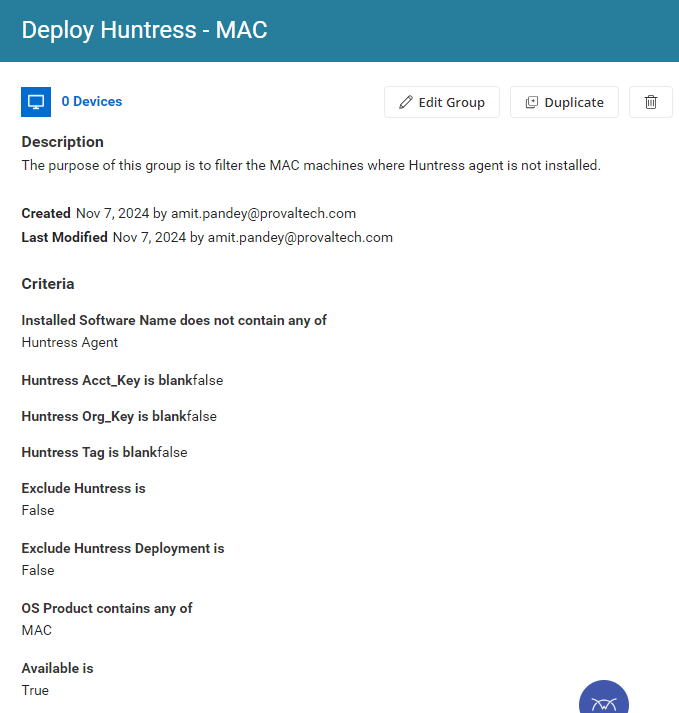 Deploy Huntress - MAC
0 Devices
Edit Group
Duplicate
Description
The purpose of this group is to filter the MAC machines where Huntress agent is not installed.
Created Nov 7, 2024 by amit.pandey@provaltech.com
Last Modified Nov 7, 2024 by amit.pandey@provaltech.com
Criteria
Installed Software Name does not contain any of
Huntress Agent
Huntress Acct_Key is blankfalse
Huntress Org_Key is blankfalse
Huntress Tag is blankfalse
Exclude Huntress is
False
Exclude Huntress Deployment is
False
OS Product contains any of
MAC
Available is
True